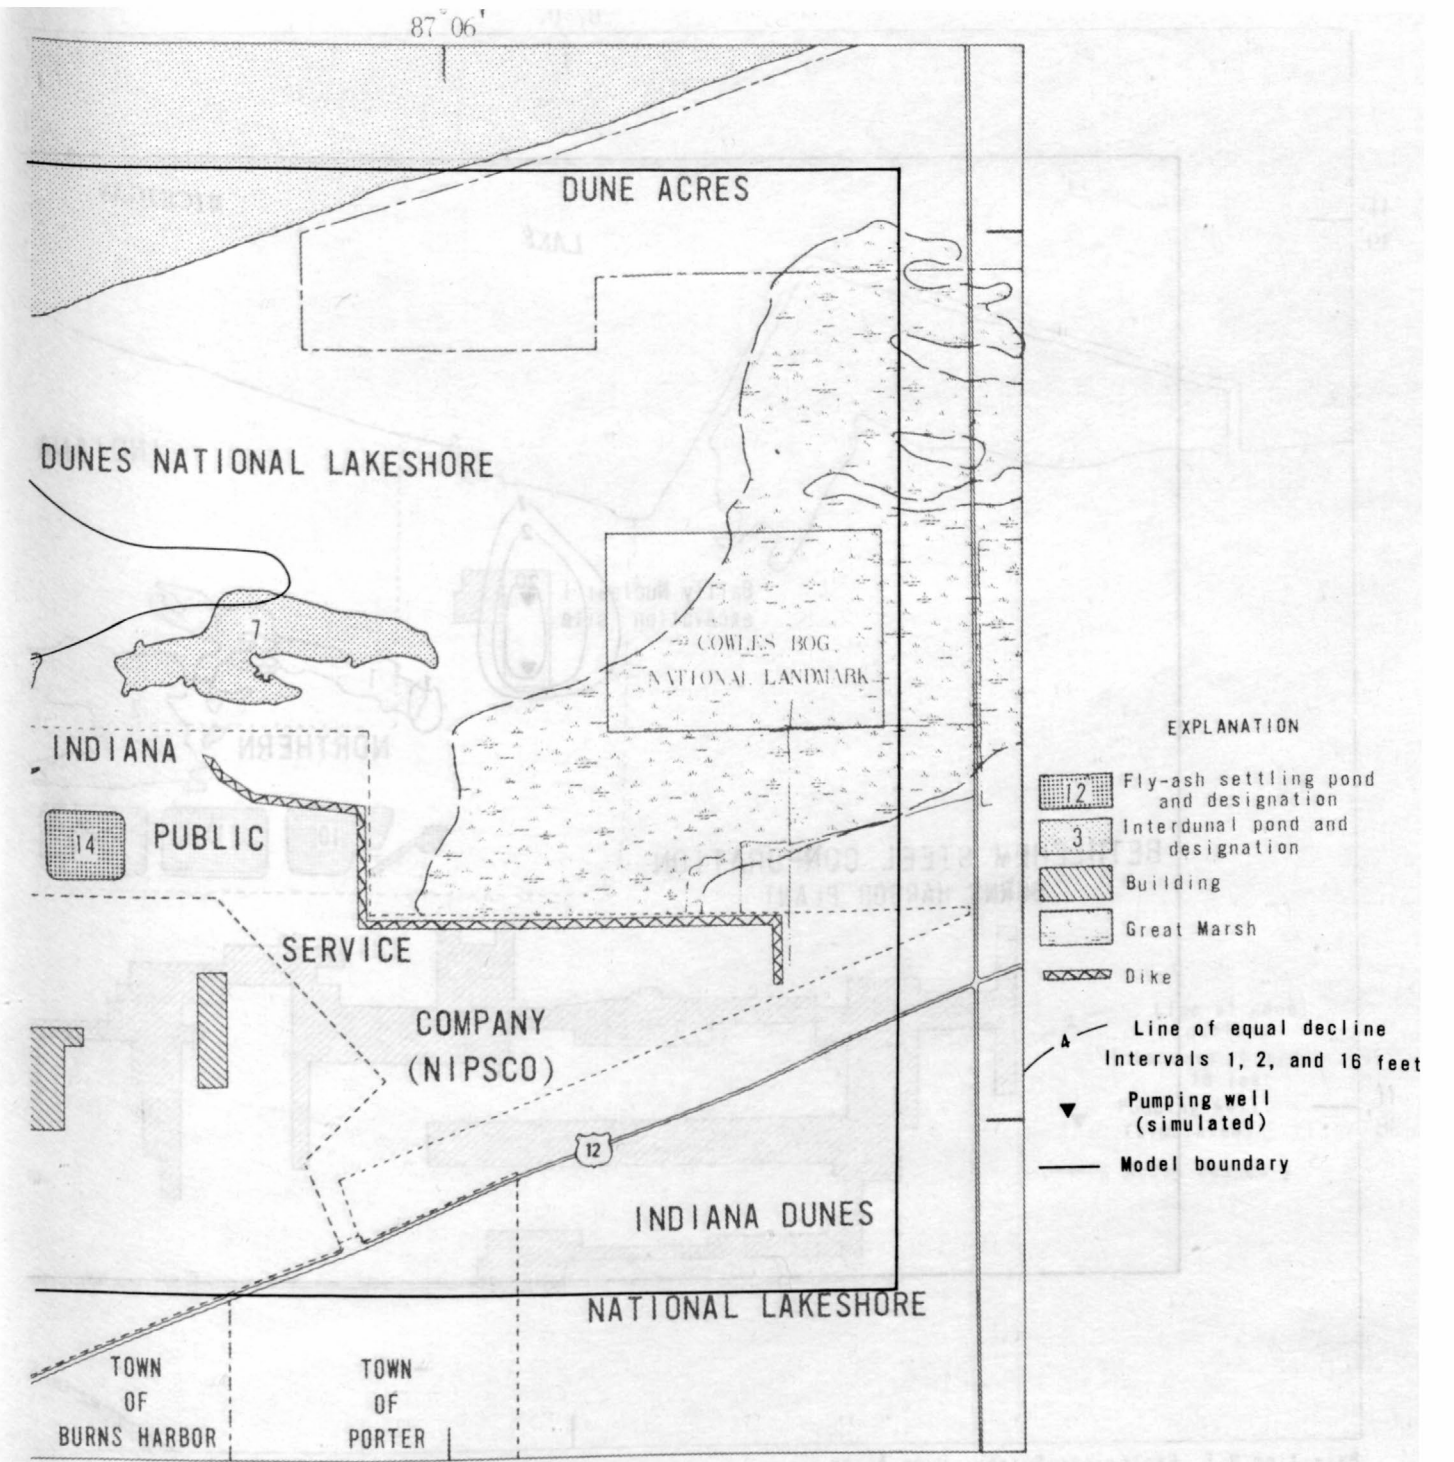 87°06'
DUNE ACRES
DUNES NATIONAL LAKESHORE
7
COWLES BOG
NATIONAL LANDMARK
INDIANA
14
PUBLIC
SERVICE
COMPANY
(NIPSCO)
12
INDIANA DUNES
NATIONAL LAKESHORE
TOWN
OF
BURNS HARBOR
TOWN
OF
PORTER
EXPLANATION
12 Fly-ash settling pond
and designation
3 Interdunal pond and
designation
Building
Great Marsh
Dike
4 Line of equal decline
Intervals 1, 2, and 16 feet
Pumping well
(simulated)
Model boundary